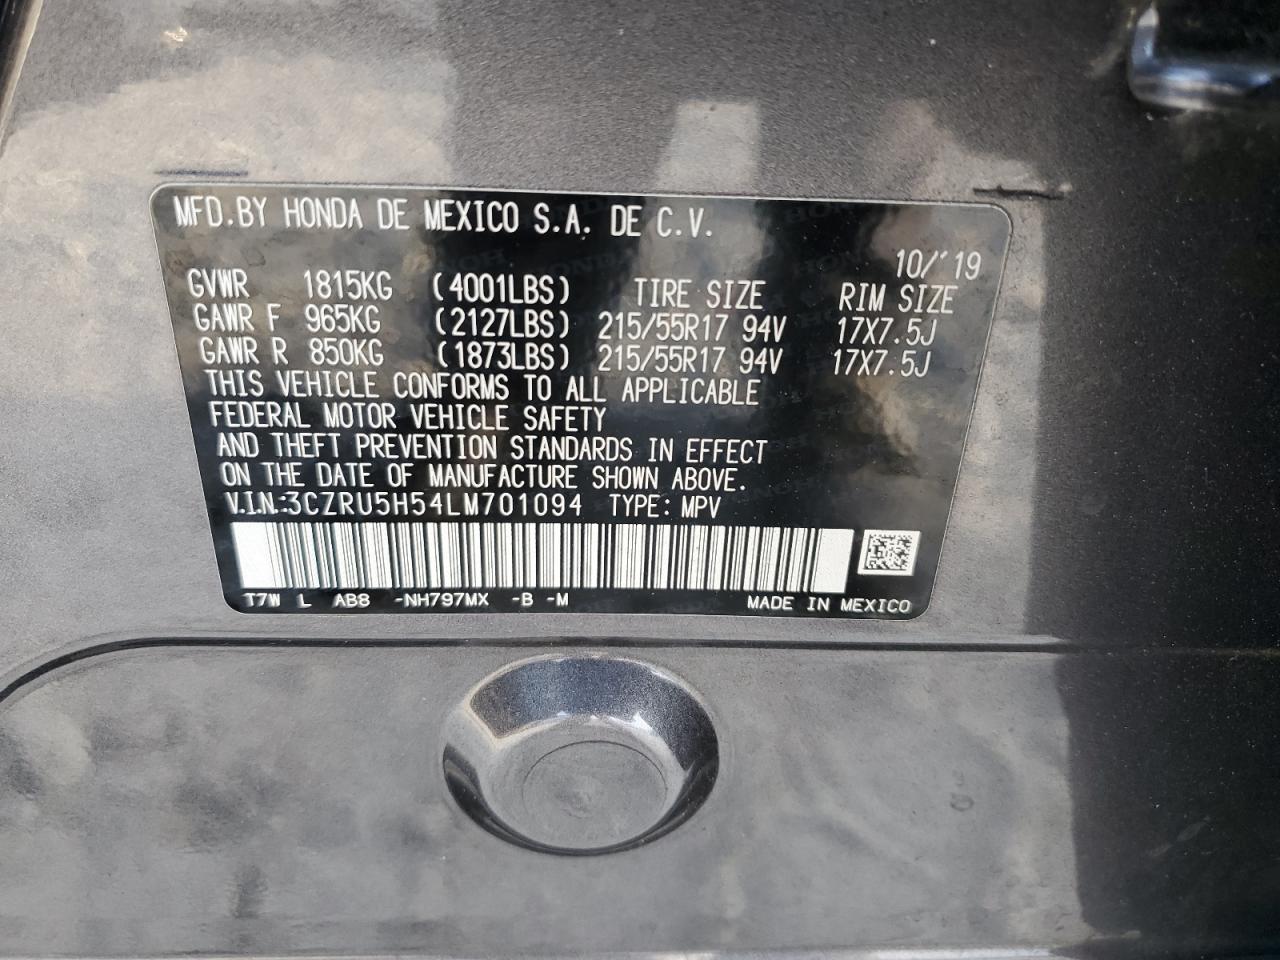 MFD.BY HONDA DE MEXICO S.A. DE C.V.
10/'19
GVWR 1815KG (4001LBS) TIRE SIZE RIM SIZE
GAWR F 965KG (2127LBS) 215/55R17 94V 17X7.5J
GAWR R 850KG (1873LBS) 215/55R17 94V 17X7.5J
THIS VEHICLE CONFORMS TO ALL APPLICABLE
FEDERAL MOTOR VEHICLE SAFETY
AND THEFT PREVENTION STANDARDS IN EFFECT
ON THE DATE OF MANUFACTURE SHOWN ABOVE.
V.I.N.:3CZRU5H54LM701094 TYPE: MPV
T7W L AB8 -NH797MX -B -M MADE IN MEXICO